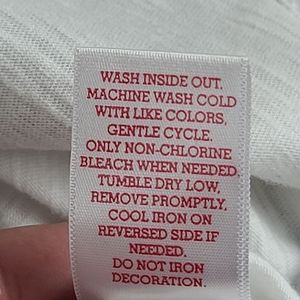 WASH INSIDE OUT.
MACHINE WASH COLD
WITH LIKE COLORS,
GENTLE CYCLE.
ONLY NON-CHLORINE
BLEACH WHEN NEEDED.
TUMBLE DRY LOW,
REMOVE PROMPTLY,
COOL IRON ON
REVERSED SIDE IF
NEEDED.
DO NOT IRON
DECORATION.